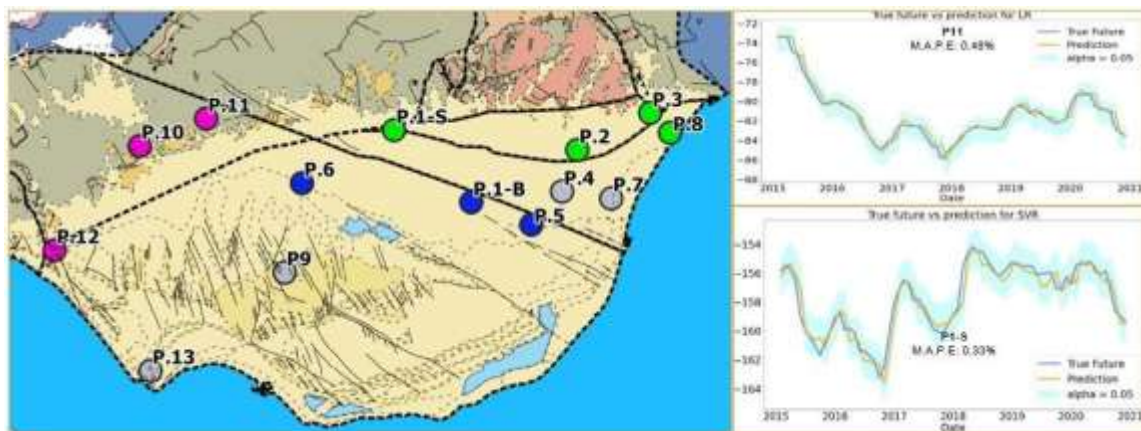 P.3
P.11
P.1-S
P.8
P.10
P.2
P.6
P.4
P.7
P.1-B
P.5
P.12
P9
P.13
True future vs prediction for LR
−72
P11
M.A.P.E: 0.48%
True Future
Prediction
alpha = 0.05
−74
−76
−78
−80
−82
−84
−86
−88
2015 2016 2017 2018 2019 2020 2021
Date
True future vs prediction for SVR
−154
−156
−158
−160
P1-S
M.A.P.E: 0.33%
−162
True Future
Prediction
−164
alpha = 0.05
2015 2016 2017 2018 2019 2020 2021
Date